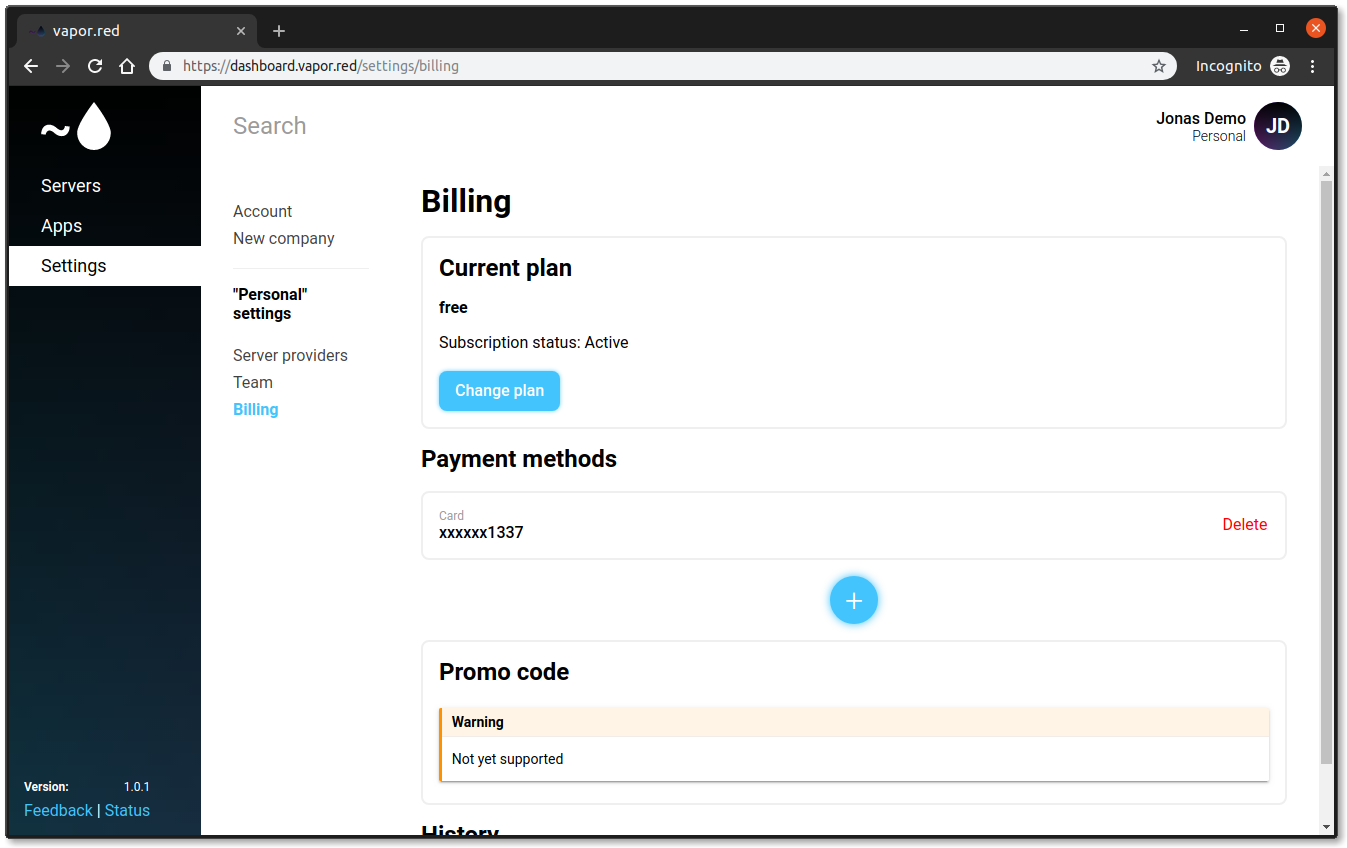 vapor.red
https://dashboard.vapor.red/settings/billing
Incognito
~
Search
Jonas Demo
Personal
JD
Servers
Apps
Settings
Account
New company
"Personal"
settings
Server providers
Team
Billing
Billing
Current plan
free
Subscription status: Active
Change plan
Payment methods
Card
xxxxxx1337
Delete
+
Promo code
Warning
Not yet supported
History
Version: 1.0.1
Feedback | Status